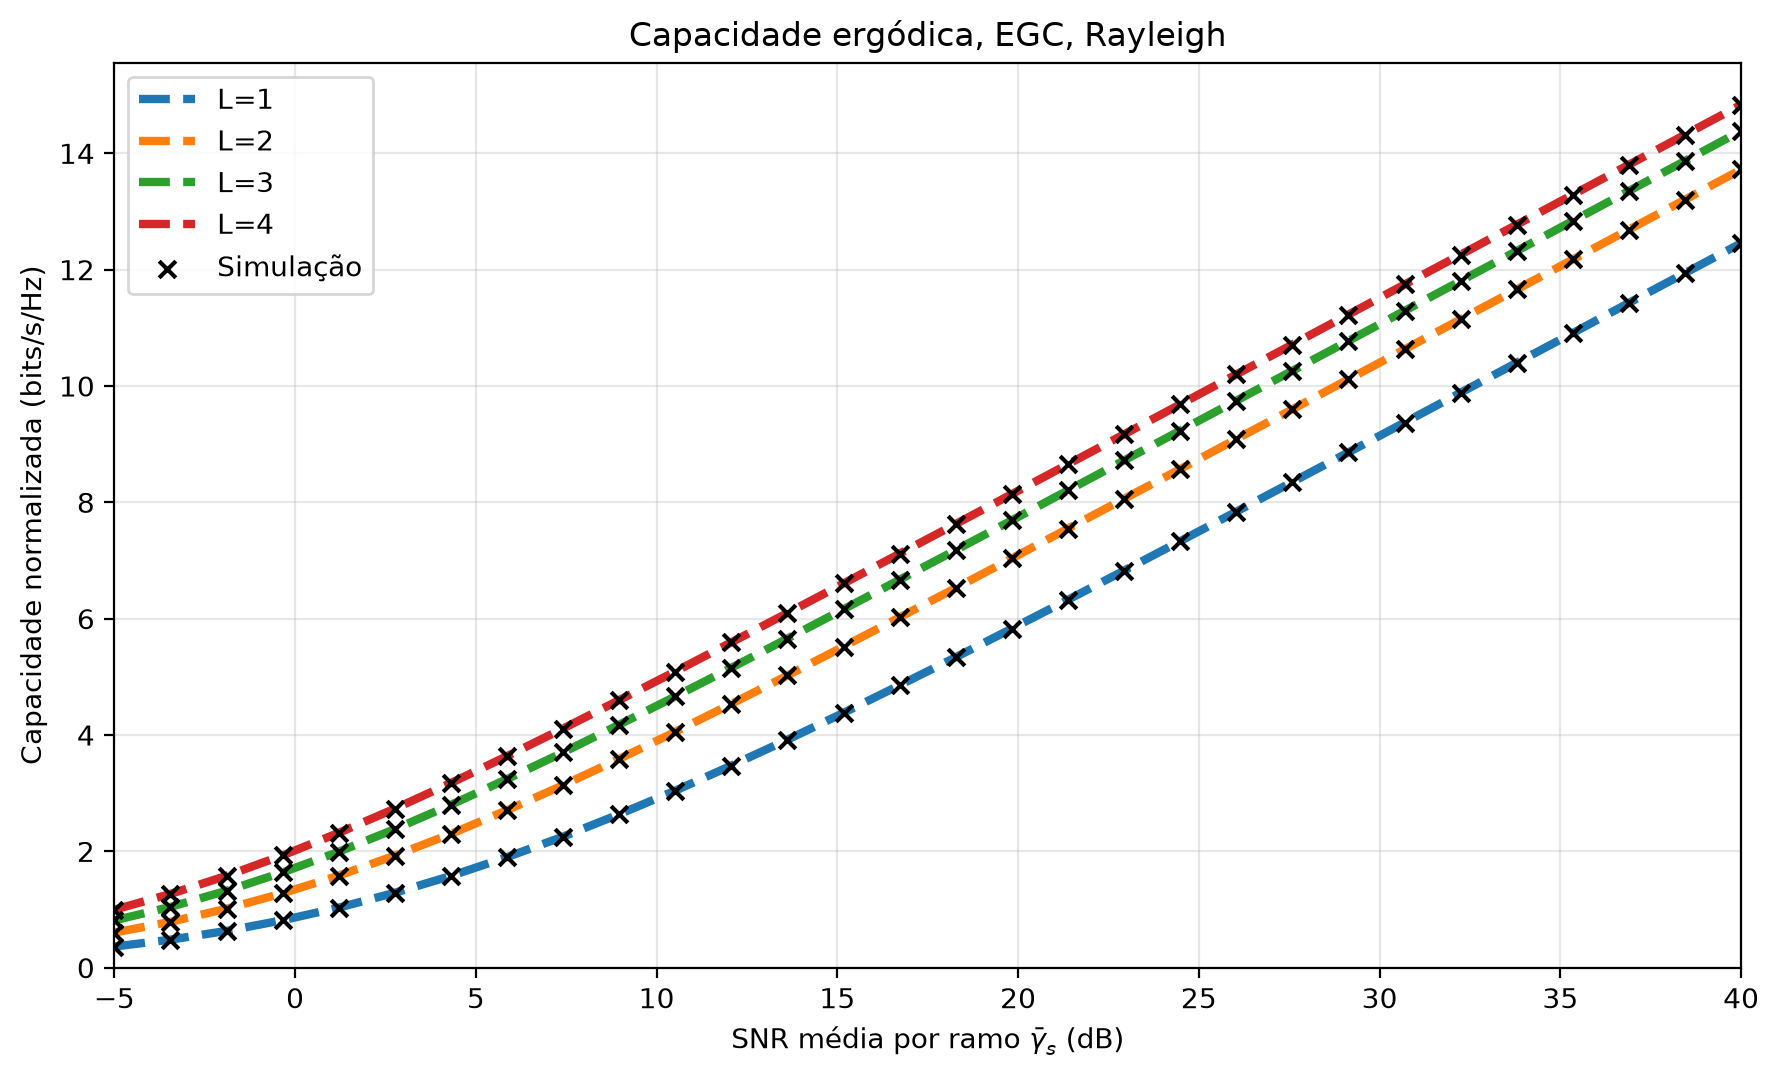 Capacidade ergódica, EGC, Rayleigh
L=1
L=2
L=3
L=4
Simulação
Capacidade normalizada (bits/s/Hz)
14
12
10
8
6
4
2
0
−5 0 5 10 15 20 25 30 35 40
SNR média por ramo γ̄ₛ (dB)